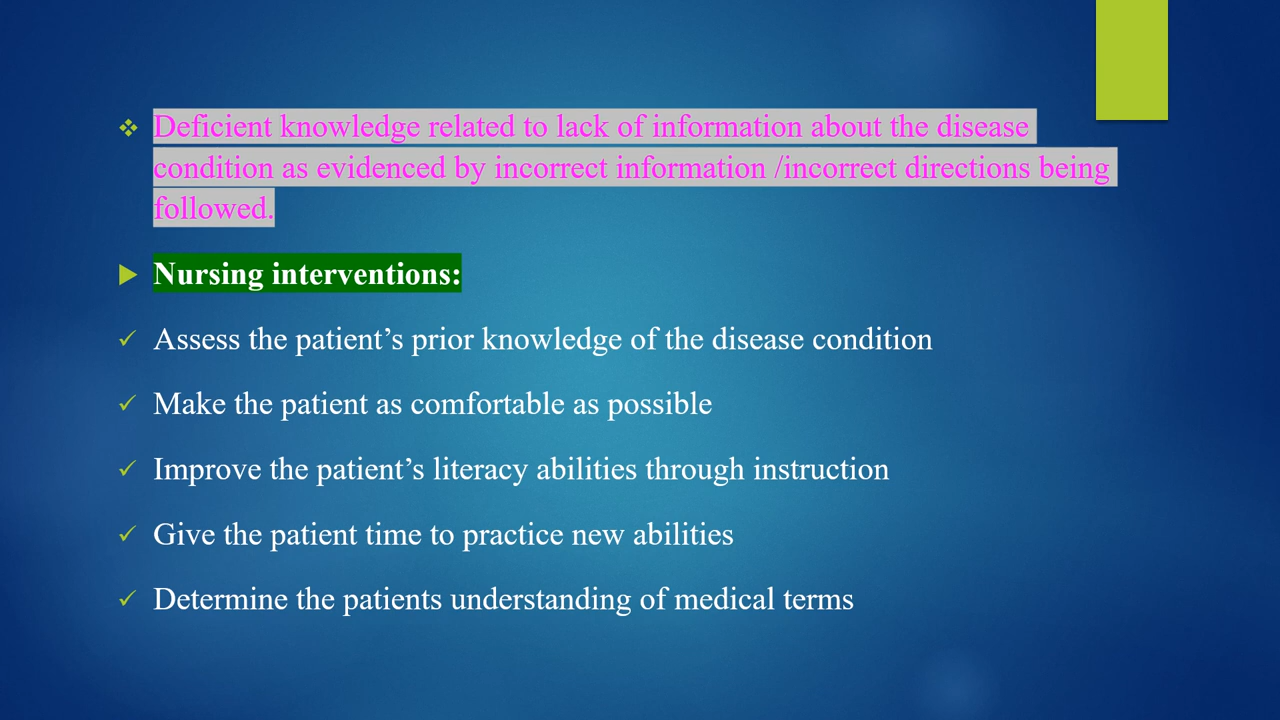 Deficient knowledge related to lack of information about the disease
condition as evidenced by incorrect information /incorrect directions being
followed.
Nursing interventions:
Assess the patient’s prior knowledge of the disease condition
Make the patient as comfortable as possible
Improve the patient’s literacy abilities through instruction
Give the patient time to practice new abilities
Determine the patients understanding of medical terms